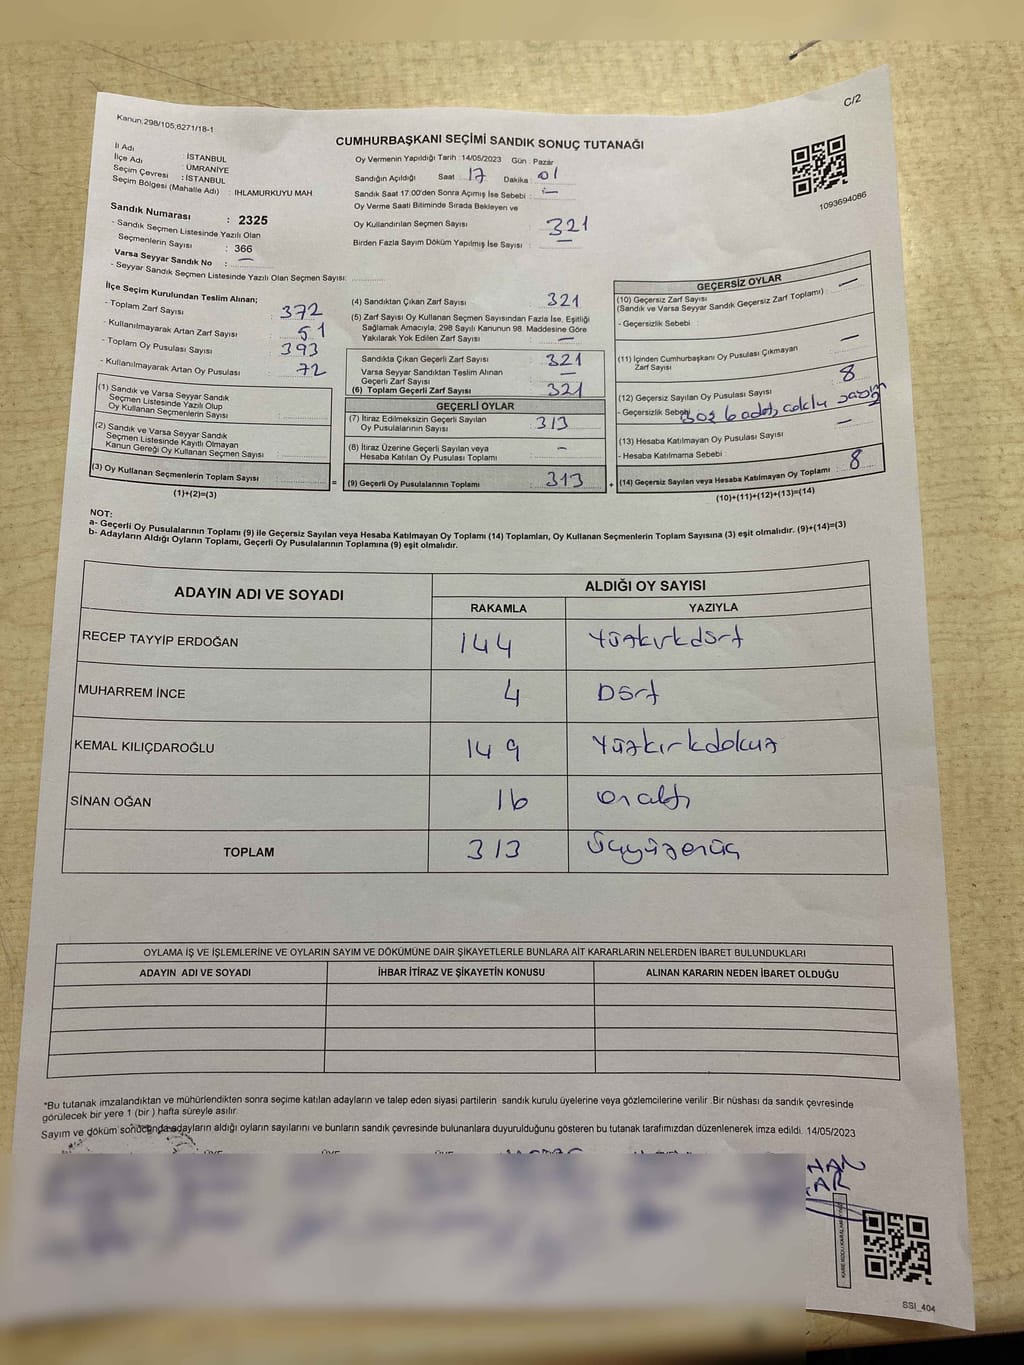 C/2
Kanun:298/105,6271/18-1
CUMHURBAŞKANI SEÇİMİ SANDIK SONUÇ TUTANAĞI
İl Adı : İSTANBUL
İlçe Adı : ÜMRANİYE
Seçim Çevresi : İSTANBUL
Seçim Bölgesi (Mahalle Adı) : IHLAMURKUYU MAH
Sandık Numarası : 2325
- Sandık Seçmen Listesinde Yazılı Olan
Seçmenlerin Sayısı : 366
Varsa Seyyar Sandık No : —
- Seyyar Sandık Seçmen Listesinde Yazılı Olan Seçmen Sayısı: ............
Oy Vermenin Yapıldığı Tarih :14/05/2023 Gün : Pazar
Sandığın Açıldığı Saat : 17 Dakika : 01
Sandık Saat 17:00'den Sonra Açımış İse Sebebi : —
Oy Verme Saati Bitiminde Sırada Bekleyen ve
Oy Kullandırılan Seçmen Sayısı : 321
Birden Fazla Sayım Döküm Yapılmış İse Sayısı : —
1093694086
İlçe Seçim Kurulundan Teslim Alınan;
- Toplam Zarf Sayısı : 372
- Kullanılmayarak Artan Zarf Sayısı : 51
- Toplam Oy Pusulası Sayısı : 393
- Kullanılmayarak Artan Oy Pusulası : 72
(1) Sandık ve Varsa Seyyar Sandık
Seçmen Listesinde Yazılı Olup
Oy Kullanan Seçmenlerin Sayısı :
(2) Sandık ve Varsa Seyyar Sandık
Seçmen Listesinde Kayıtlı Olmayan
Kanun Gereği Oy Kullanan Seçmen Sayısı :
(3) Oy Kullanan Seçmenlerin Toplam Sayısı :
(1)+(2)=(3)
(4) Sandıktan Çıkan Zarf Sayısı : 321
(5) Zarf Sayısı Oy Kullanan Seçmen Sayısından Fazla İse, Eşitliği
Sağlamak Amacıyla, 298 Sayılı Kanunun 98. Maddesine Göre
Yakılarak Yok Edilen Zarf Sayısı : —
Sandıkta Çıkan Geçerli Zarf Sayısı : 321
Varsa Seyyar Sandıktan Teslim Alınan
Geçerli Zarf Sayısı : —
(6) Toplam Geçerli Zarf Sayısı : 321
GEÇERLİ OYLAR
(7) İtiraz Edilmeksizin Geçerli Sayılan
Oy Pusulalarının Sayısı : 313
(8) İtiraz Üzerine Geçerli Sayılan veya
Hesaba Katılan Oy Pusulası Toplamı : -
= (9) Geçerli Oy Pusulalarının Toplamı : 313 +
GEÇERSİZ OYLAR
(10) Geçersiz Zarf Sayısı
(Sandık ve Varsa Seyyar Sandık Geçersiz Zarf Toplamı) : —
- Geçersizlik Sebebi :
(11) İçinden Cumhurbaşkanı Oy Pusulası Çıkmayan
Zarf Sayısı : —
(12) Geçersiz Sayılan Oy Pusulası Sayısı : 8
- Geçersizlik Sebebi 6 adet
(13) Hesaba Katılmayan Oy Pusulası Sayısı : —
- Hesaba Katılmama Sebebi :
(14) Geçersiz Sayılan veya Hesaba Katılmayan Oy Toplamı : 8
(10)+(11)+(12)+(13)=(14)
NOT:
a- Geçerli Oy Pusulalarının Toplamı (9) ile Geçersiz Sayılan veya Hesaba Katılmayan Oy Toplamı (14) Toplamları, Oy Kullanan Seçmenlerin Toplam Sayısına (3) eşit olmalıdır. (9)+(14)=(3)
b- Adayların Aldığı Oyların Toplamı, Geçerli Oy Pusulalarının Toplamına (9) eşit olmalıdır.
ADAYIN ADI VE SOYADI
ALDIĞI OY SAYISI
RAKAMLA YAZIYLA
RECEP TAYYİP ERDOĞAN 144 Yüzkırkdört
MUHARREM İNCE 4 Dört
KEMAL KILIÇDAROĞLU 149 Yüzkırkdokuz
SİNAN OĞAN 16 Onaltı
TOPLAM 313 Üçyüzonüç
OYLAMA İŞ VE İŞLEMLERİNE VE OYLARIN SAYIM VE DÖKÜMÜNE DAİR ŞİKAYETLERLE BUNLARA AİT KARARLARIN NELERDEN İBARET BULUNDUKLARI
ADAYIN ADI VE SOYADI İHBAR İTİRAZ VE ŞİKAYETİN KONUSU ALINAN KARARIN NEDEN İBARET OLDUĞU
*Bu tutanak imzalandıktan ve mühürlendikten sonra seçime katılan adayların ve talep eden siyasi partilerin sandık kurulu üyelerine veya gözlemcilerine verilir .Bir nüshası da sandık çevresinde
görülecek bir yere 1 (bir ) hafta süreyle asılır.
Sayım ve döküm sonucunda adayların aldığı oyların sayılarını ve bunların sandık çevresinde bulunanlara duyurulduğunu gösteren bu tutanak tarafımızdan düzenlenerek imza edildi. 14/05/2023
SSI_404